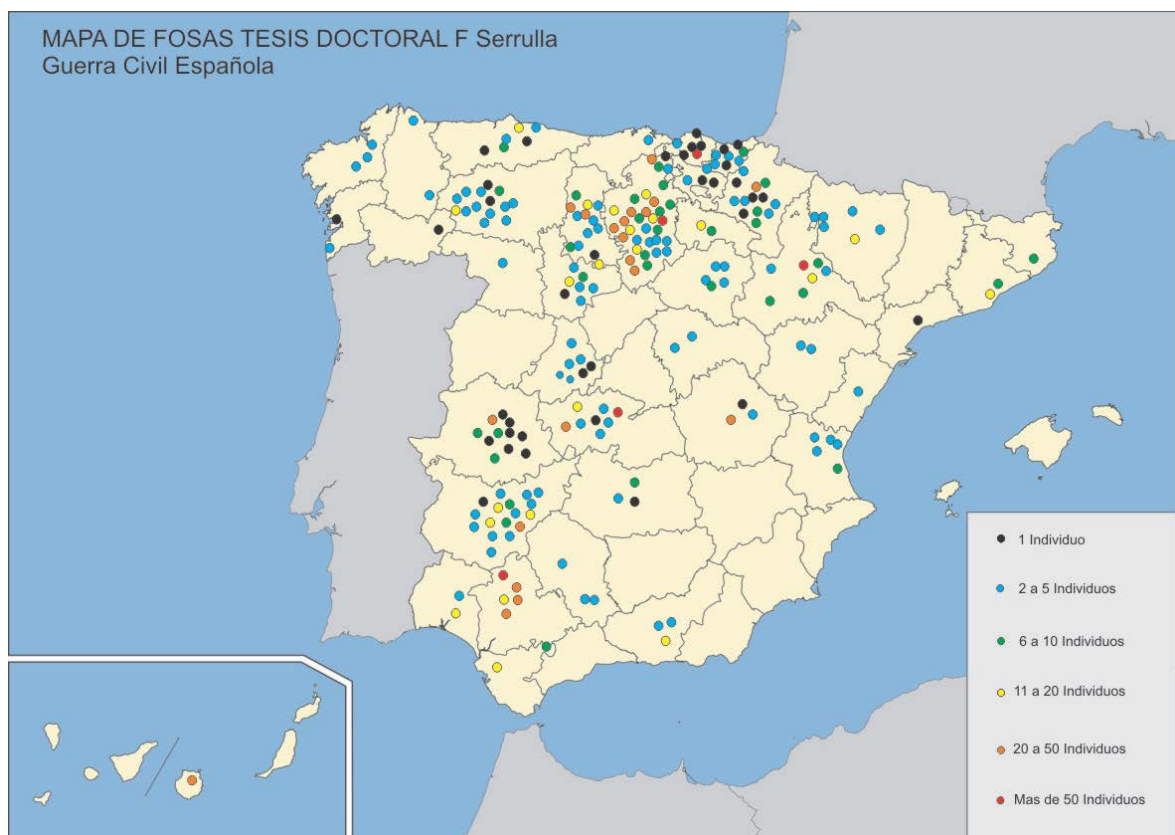 MAPA DE FOSAS TESIS DOCTORAL F Serrulla
Guerra Civil Española
1 Individuo
2 a 5 Individuos
6 a 10 Individuos
11 a 20 Individuos
20 a 50 Individuos
Mas de 50 Individuos